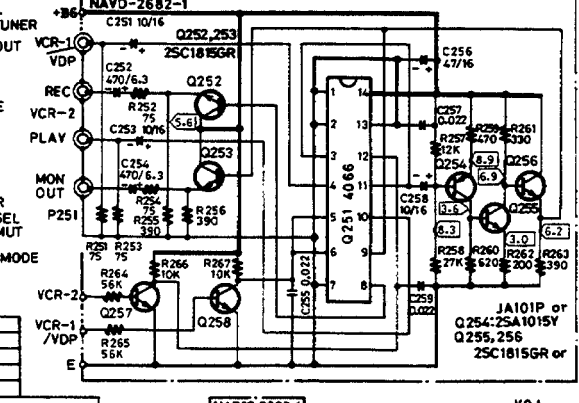 NAVD-2682-1
+B6
C251 10/16
TUNER
OUT
VCR-1
/VDP
Q252,253
2SC1815GR
C256
47/16
C252
470/6.3
Q252
REC
R252
75
10/16
5.6
VCR-2
C253
PLAY
C254
470/6.3
Q253
MON
OUT
R254
75
R255
390
R256
390
P251
R251
75
R253
75
SEL
MUT
MODE
1
2
3
4
5
6
7
14
13
12
11
10
9
8
Q251 4066
C257
0.022
R257
12K
R259
470
R261
330
Q254
8.9
6.9
Q256
C258
10/16
3.6
Q255
8.3
3.0
6.2
R258
27K
R260
620
R262
200
R263
390
R266
10K
R267
10K
C255 0.022
R264
56K
VCR-2
Q257
Q258
VCR-1
/VDP
R265
56K
C259
0.022
E
JA101P or
Q254:2SA1015Y
Q255,256
2SC1815GR or